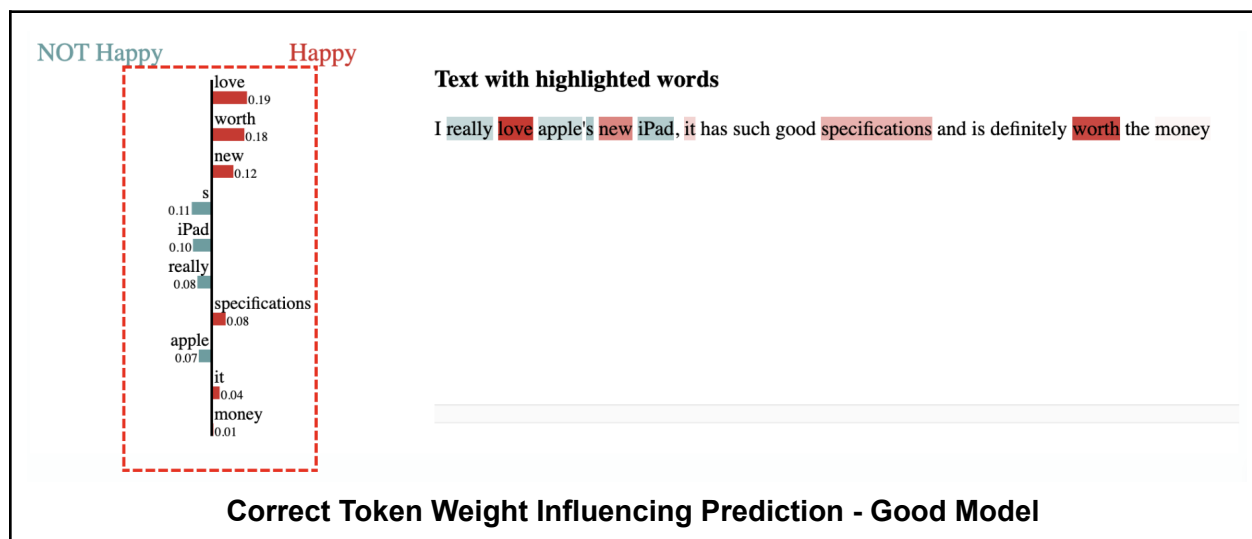 NOT Happy
Happy
love
0.19
worth
0.18
new
0.12
s
0.11
iPad
0.10
really
0.08
specifications
0.08
apple
0.07
it
0.04
money
0.01
Text with highlighted words
I really love apple's new iPad, it has such good specifications and is definitely worth the money
Correct Token Weight Influencing Prediction - Good Model